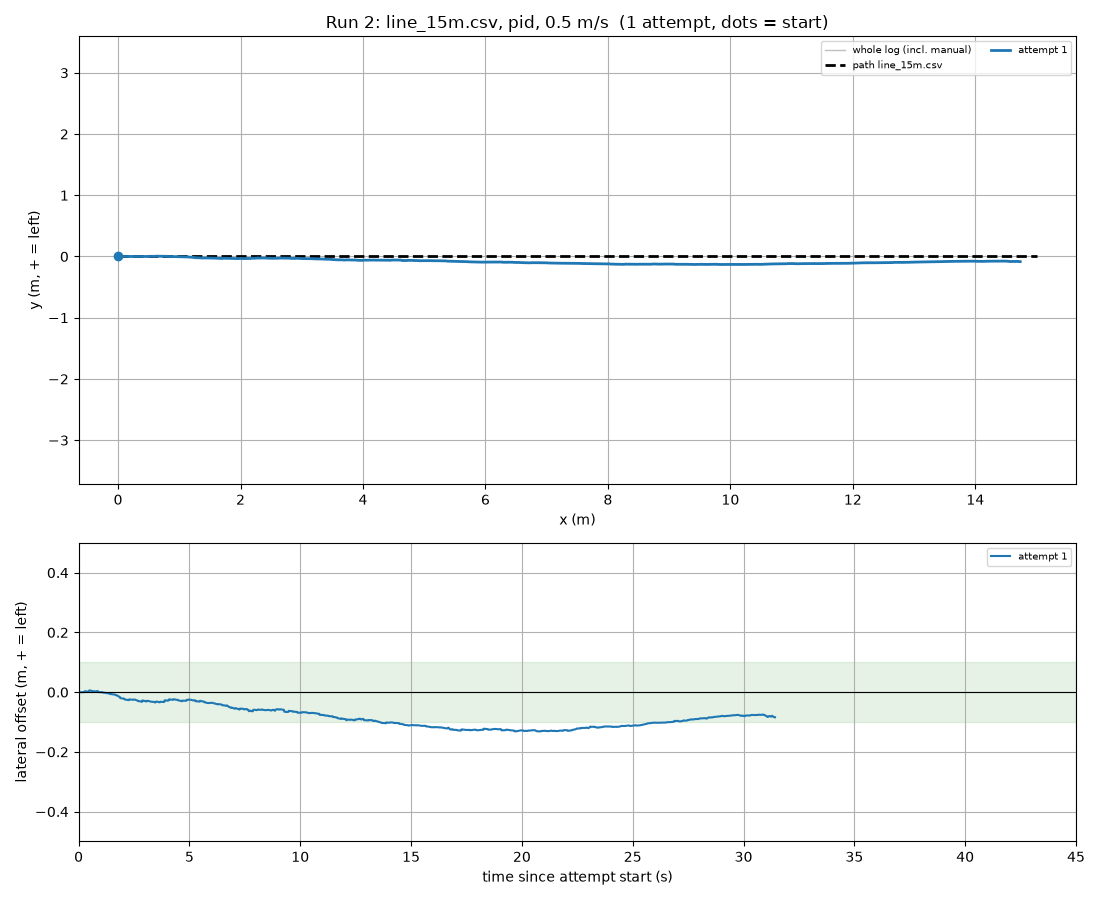 Run 2: line_15m.csv, pid, 0.5 m/s  (1 attempt, dots = start)
whole log (incl. manual)
path line_15m.csv
attempt 1
3
2
1
0
−1
−2
−3
y (m, + = left)
0 2 4 6 8 10 12 14
x (m)
attempt 1
0.4
0.2
0.0
−0.2
−0.4
lateral offset (m, + = left)
0 5 10 15 20 25 30 35 40 45
time since attempt start (s)